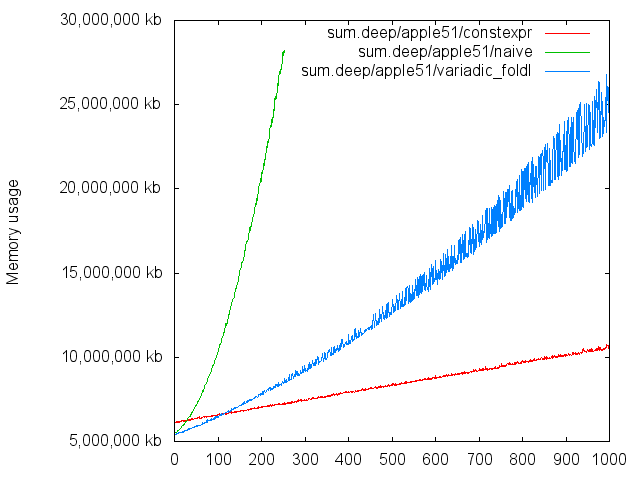 30,000,000 kb
25,000,000 kb
20,000,000 kb
15,000,000 kb
10,000,000 kb
5,000,000 kb
Memory usage
sum.deep/apple51/constexpr
sum.deep/apple51/naive
sum.deep/apple51/variadic_foldl
0 100 200 300 400 500 600 700 800 900 1000